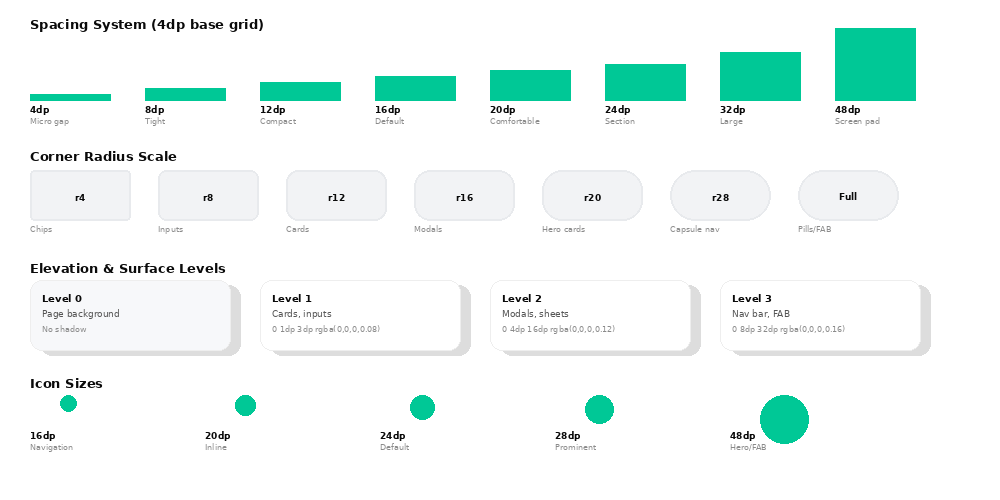 Spacing System (4dp base grid)
4dp 8dp 12dp 16dp 20dp 24dp 32dp 48dp
Micro gap Tight Compact Default Comfortable Section Large Screen pad
Corner Radius Scale
r4 r8 r12 r16 r20 r28 Full
Chips Inputs Cards Modals Hero cards Capsule nav Pills/FAB
Elevation & Surface Levels
Level 0 Level 1 Level 2 Level 3
Page background Cards, inputs Modals, sheets Nav bar, FAB
No shadow 0 1dp 3dp rgba(0,0,0,0.08) 0 4dp 16dp rgba(0,0,0,0.12) 0 8dp 32dp rgba(0,0,0,0.16)
Icon Sizes
16dp 20dp 24dp 28dp 48dp
Navigation Inline Default Prominent Hero/FAB